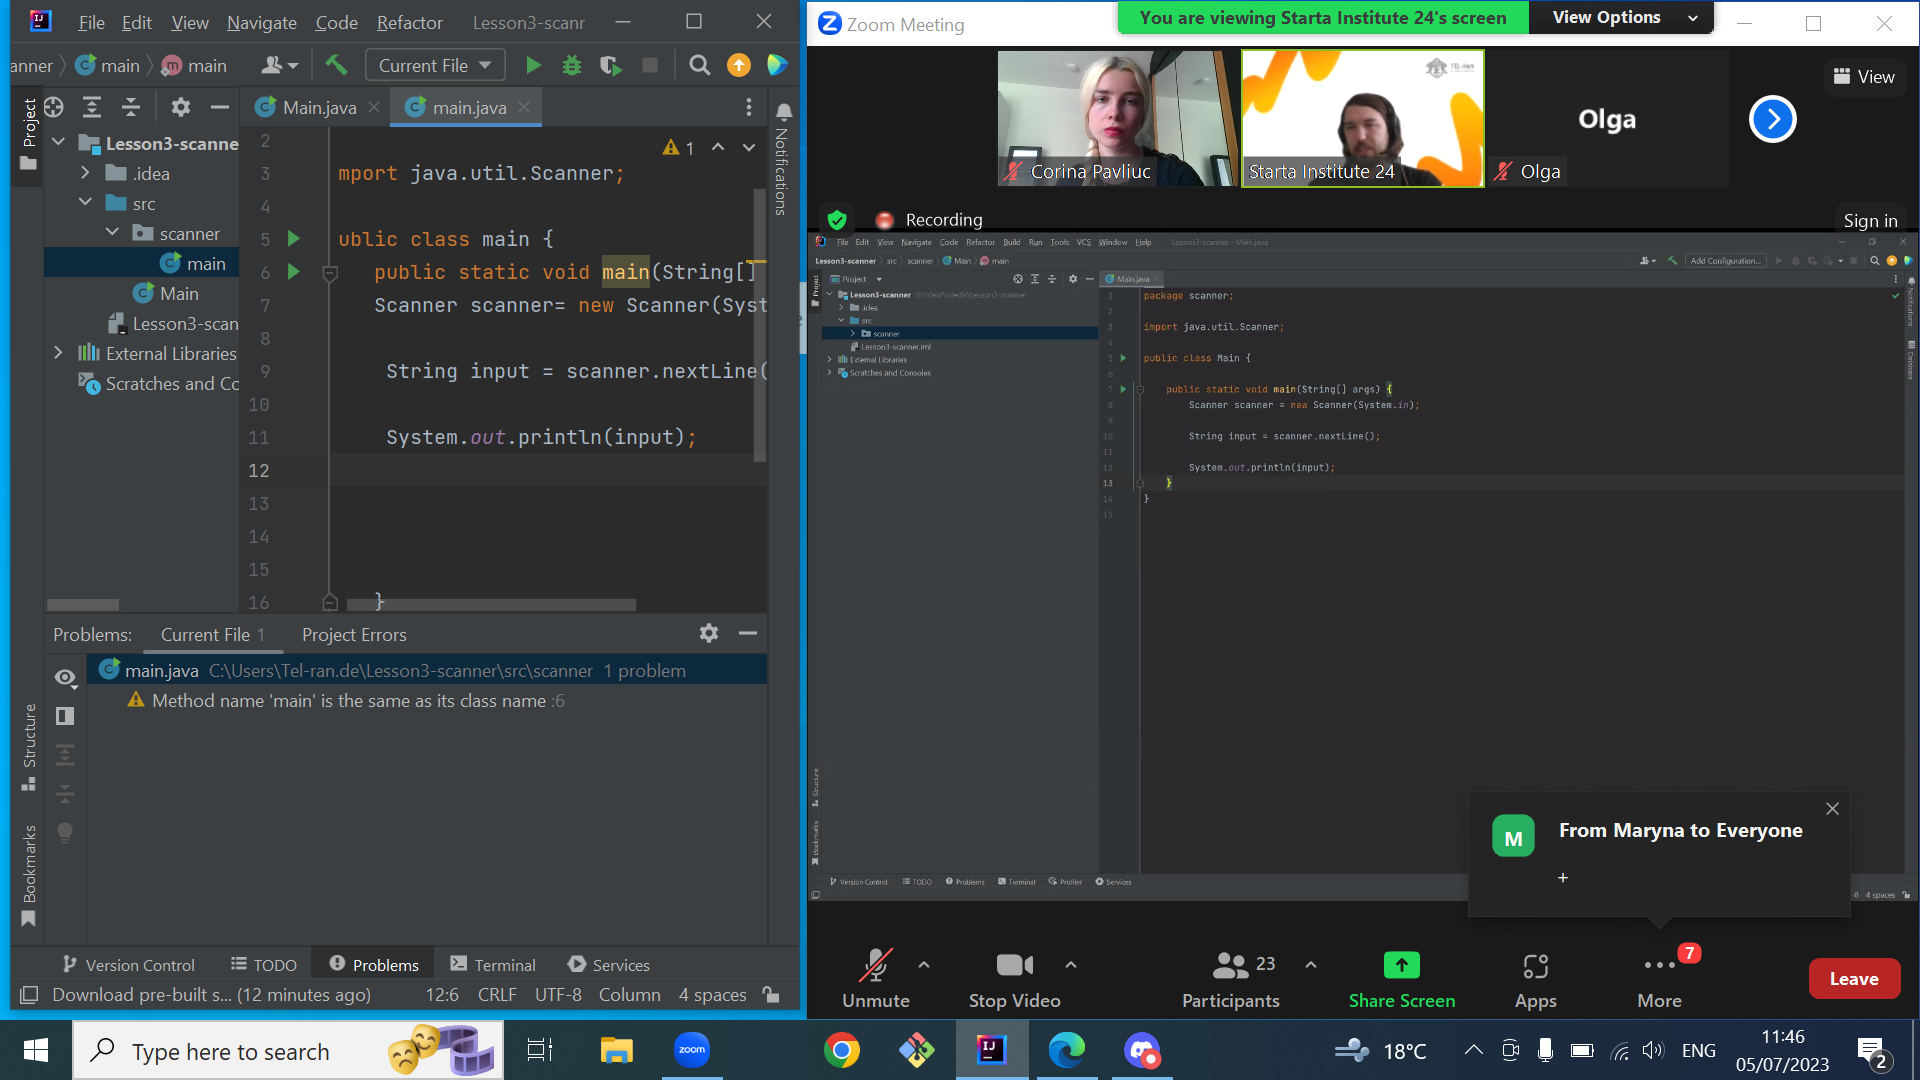 File Edit View Navigate Code Refactor Lesson3-scanr
anner main main Current File
Project
Main.java main.java
Notifications
Lesson3-scanne
.idea
src
scanner
main
Main
Lesson3-scan
External Libraries
Scratches and Co
1
2
3 mport java.util.Scanner;
4
5 ublic class main {
6 public static void main(String[]
7 Scanner scanner= new Scanner(Syst
8
9 String input = scanner.nextLine(
10
11 System.out.println(input);
12
13
14
15
16 }
Problems: Current File 1 Project Errors
main.java C:\Users\Tel-ran.de\Lesson3-scanner\src\scanner 1 problem
Method name 'main' is the same as its class name :6
Structure
Bookmarks
Version Control TODO Problems Terminal Services
Download pre-built s... (12 minutes ago) 12:6 CRLF UTF-8 Column 4 spaces
Zoom Meeting
You are viewing Starta Institute 24's screen View Options
View
TEL-Ran
Corina Pavliuc
Starta Institute 24
Olga
Olga
Recording
Sign in
File Edit View Navigate Code Refactor Build Run Tools VCS Window Help Lesson3-scanner - Main.java
Lesson3-scanner src scanner Main main Add Configuration...
Project Project Main.java
Lesson3-scanner D:\IdeaProjects\Lesson3-scanner
.idea
src
scanner
Lesson3-scanner.iml
External Libraries
Scratches and Consoles
Notifications
Database
1 package scanner;
2
3 import java.util.Scanner;
4
5 public class Main {
6
7 public static void main(String[] args) {
8 Scanner scanner = new Scanner(System.in);
9
10 String input = scanner.nextLine();
11
12 System.out.println(input);
13 }
14 }
15
Structure
Bookmarks
Version Control TODO Problems Terminal Profiler Services
-8 4 spaces
M From Maryna to Everyone
+
Unmute Stop Video 23 Participants Share Screen Apps 7 More Leave
Type here to search
zoom
IJ
18°C
ENG
11:46
05/07/2023
2